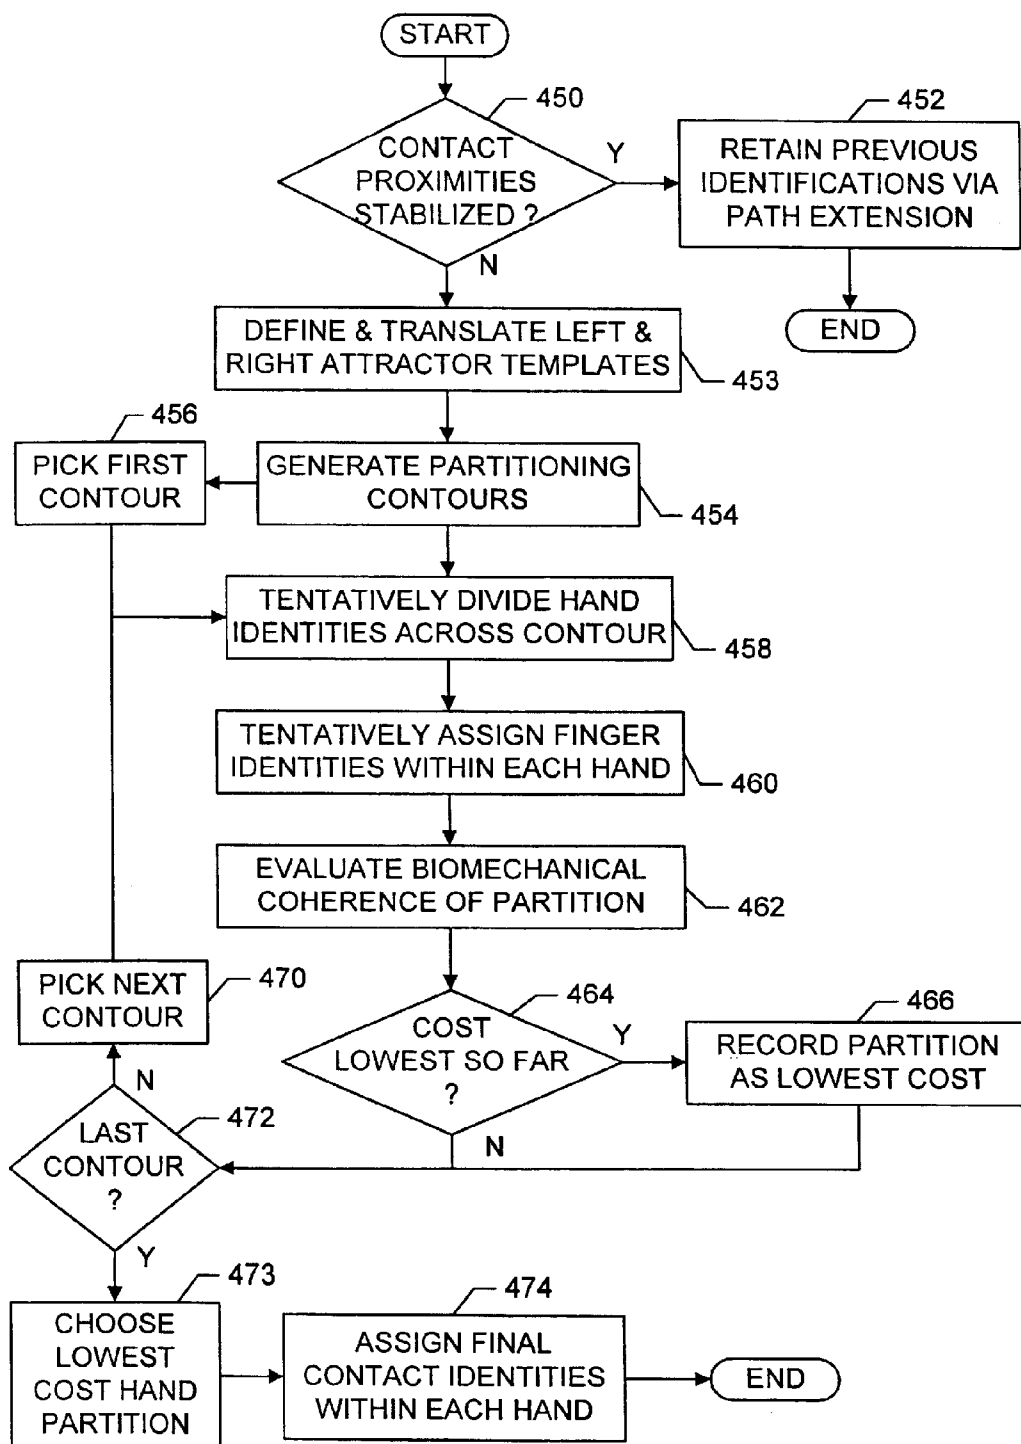 START
450
CONTACT
PROXIMITIES
STABILIZED ?
Y
N
452
RETAIN PREVIOUS
IDENTIFICATIONS VIA
PATH EXTENSION
END
DEFINE & TRANSLATE LEFT &
RIGHT ATTRACTOR TEMPLATES
453
456
PICK FIRST
CONTOUR
GENERATE PARTITIONING
CONTOURS
454
TENTATIVELY DIVIDE HAND
IDENTITIES ACROSS CONTOUR
458
TENTATIVELY ASSIGN FINGER
IDENTITIES WITHIN EACH HAND
460
EVALUATE BIOMECHANICAL
COHERENCE OF PARTITION
462
PICK NEXT
CONTOUR
470
464
COST
LOWEST SO FAR
?
Y
N
466
RECORD PARTITION
AS LOWEST COST
N
472
LAST
CONTOUR
?
Y
473
CHOOSE
LOWEST
COST HAND
PARTITION
474
ASSIGN FINAL
CONTACT IDENTITIES
WITHIN EACH HAND
END